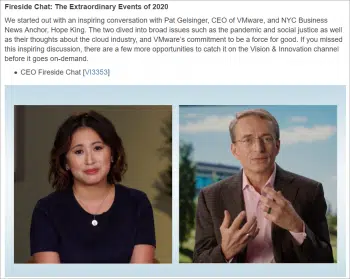 Fireside Chat: The Extraordinary Events of 2020
We started out with an inspiring conversation with Pat Gelsinger, CEO of VMware, and NYC Business
News Anchor, Hope King. The two dived into broad issues such as the pandemic and social justice as well
as their thoughts about the cloud industry, and VMware's commitment to be a force for good. If you missed
this inspiring discussion, there are a few more opportunities to catch it on the Vision & Innovation channel
before it goes on-demand.
• CEO Fireside Chat [VI3353]: